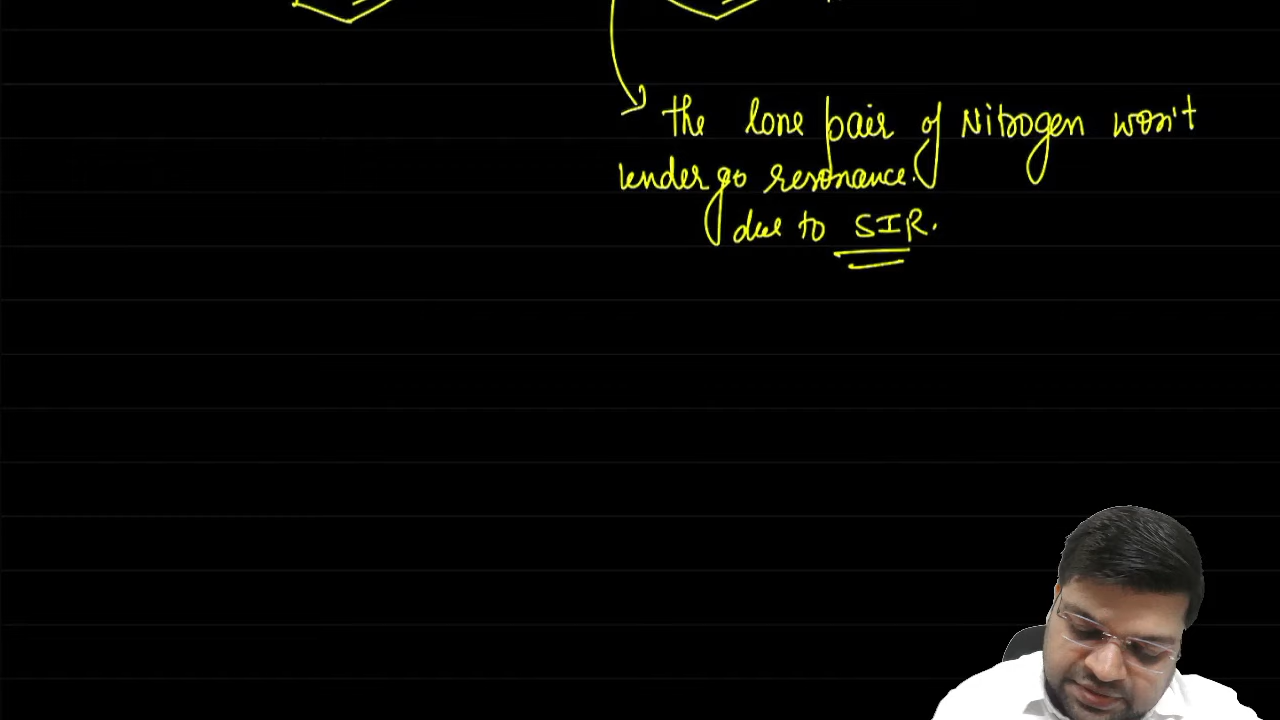 the lone pair of Nitrogen won't
undergo resonance.
due to SIR.